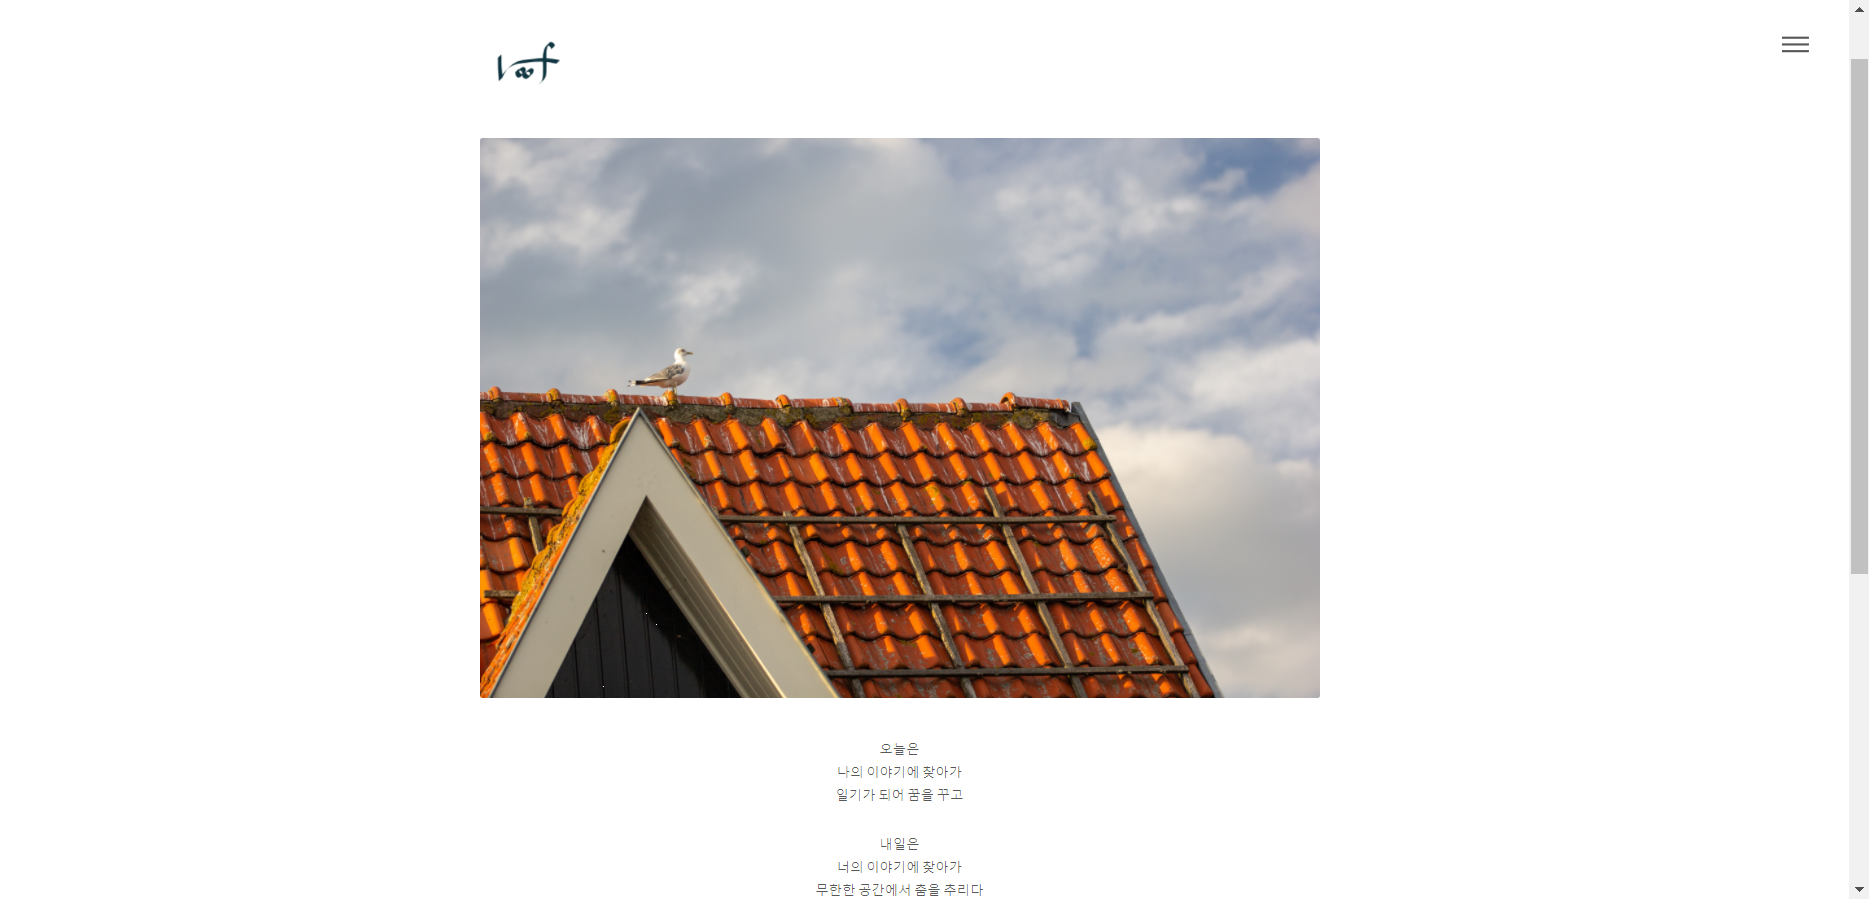 오늘은
나의 이야기에 찾아가
일기가 되어 꿈을 꾸고
내일은
너의 이야기에 찾아가
무한한 공간에서 춤을 추리다